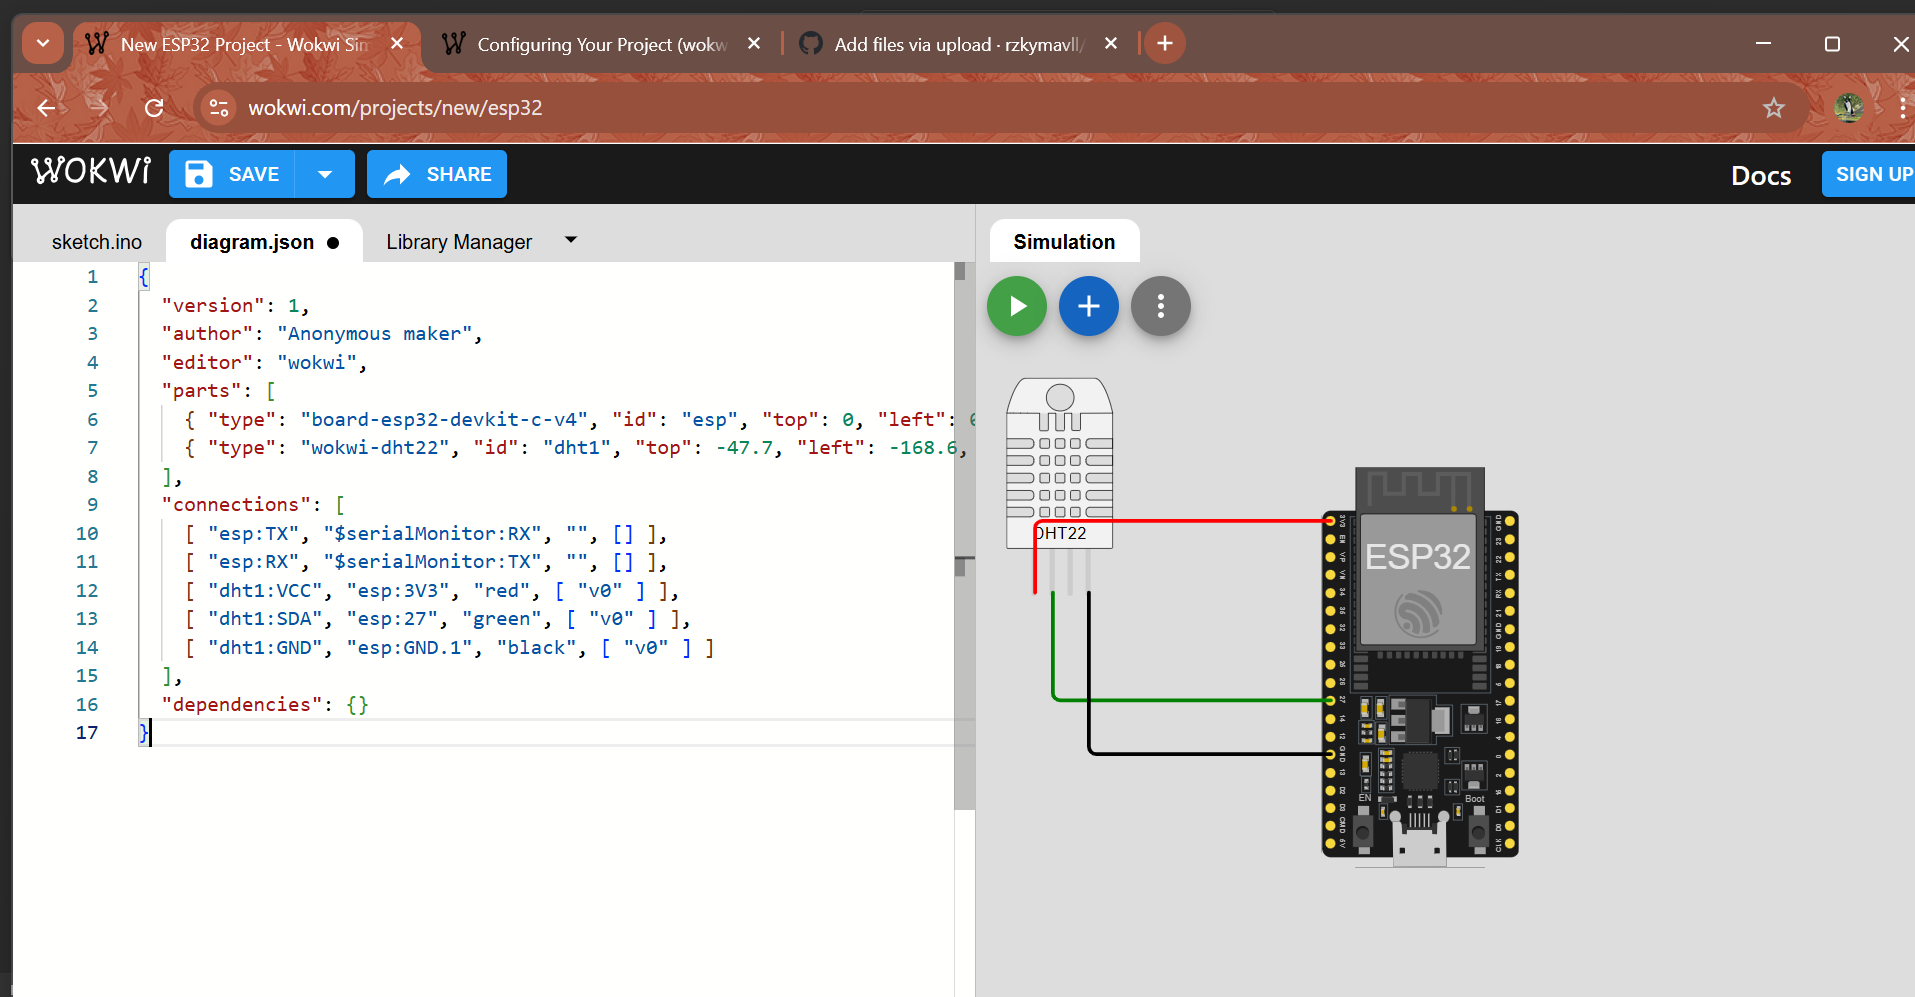 New ESP32 Project - Wokwi Sim
Configuring Your Project (wokw
Add files via upload · rzkymavll/
wokwi.com/projects/new/esp32
WOKWi
SAVE
SHARE
Docs
SIGN UP
sketch.ino
diagram.json
Library Manager
Simulation
1 {
2 "version": 1,
3 "author": "Anonymous maker",
4 "editor": "wokwi",
5 "parts": [
6 { "type": "board-esp32-devkit-c-v4", "id": "esp", "top": 0, "left": 0
7 { "type": "wokwi-dht22", "id": "dht1", "top": -47.7, "left": -168.6,
8 ],
9 "connections": [
10 [ "esp:TX", "$serialMonitor:RX", "", [] ],
11 [ "esp:RX", "$serialMonitor:TX", "", [] ],
12 [ "dht1:VCC", "esp:3V3", "red", [ "v0" ] ],
13 [ "dht1:SDA", "esp:27", "green", [ "v0" ] ],
14 [ "dht1:GND", "esp:GND.1", "black", [ "v0" ] ]
15 ],
16 "dependencies": {}
17 }
DHT22
ESP32
EN
Boot